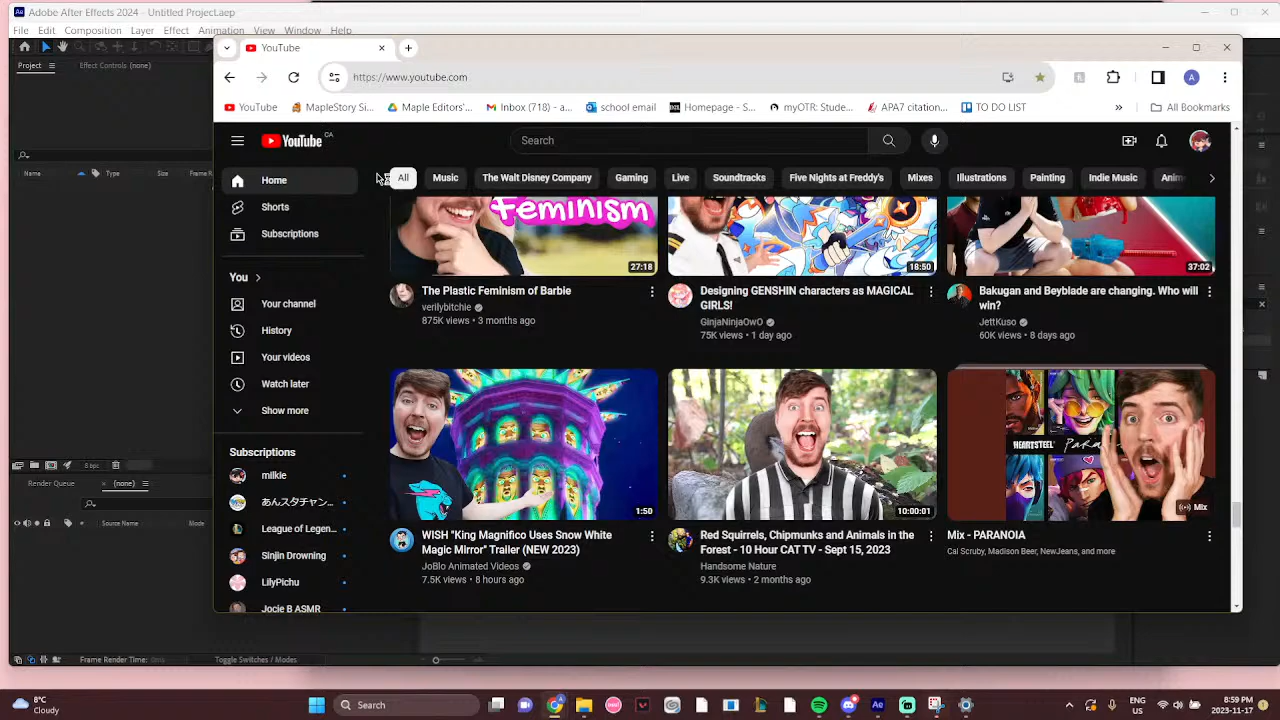 Adobe After Effects 2024 - Untitled Project.aep
File Edit Composition Layer Effect Animation View Window Help
YouTube
Project Effect Controls (none)
https://www.youtube.com
YouTube MapleStory Si... Maple Editors'... Inbox (718) - a... school email Homepage - S... myOTR: Stude... APA7 citation... TO DO LIST » All Bookmarks
YouTube CA
Search
Name Type Size Frame R
Home
Shorts
Subscriptions
You
Your channel
History
Your videos
Watch later
Show more
Subscriptions
milkie
あんスタチャン...
League of Legen...
Sinjin Drowning
LilyPichu
Jocie B ASMR
All Music The Walt Disney Company Gaming Live Soundtracks Five Nights at Freddy's Mixes Illustrations Painting Indie Music Anim
Feminism
27:18
The Plastic Feminism of Barbie
verilybitchie
875K views • 3 months ago
18:50
Designing GENSHIN characters as MAGICAL
GIRLS!
GinjaNinjaOwO
75K views • 1 day ago
37:02
Bakugan and Beyblade are changing. Who will
win?
JettKuso
60K views • 8 days ago
1:50
WISH "King Magnifico Uses Snow White
Magic Mirror" Trailer (NEW 2023)
JoBlo Animated Videos
7.5K views • 8 hours ago
10:00:01
Red Squirrels, Chipmunks and Animals in the
Forest - 10 Hour CAT TV - Sept 15, 2023
Handsome Nature
9.3K views • 2 months ago
HEARTSTEEL
Mix
Mix - PARANOIA
Cal Scruby, Madison Beer, NewJeans, and more
8 bpc
Render Queue (none)
Source Name Mode
Frame Render Time: 0ms Toggle Switches / Modes
8°C
Cloudy
Search
ENG
US
8:59 PM
2023-11-17